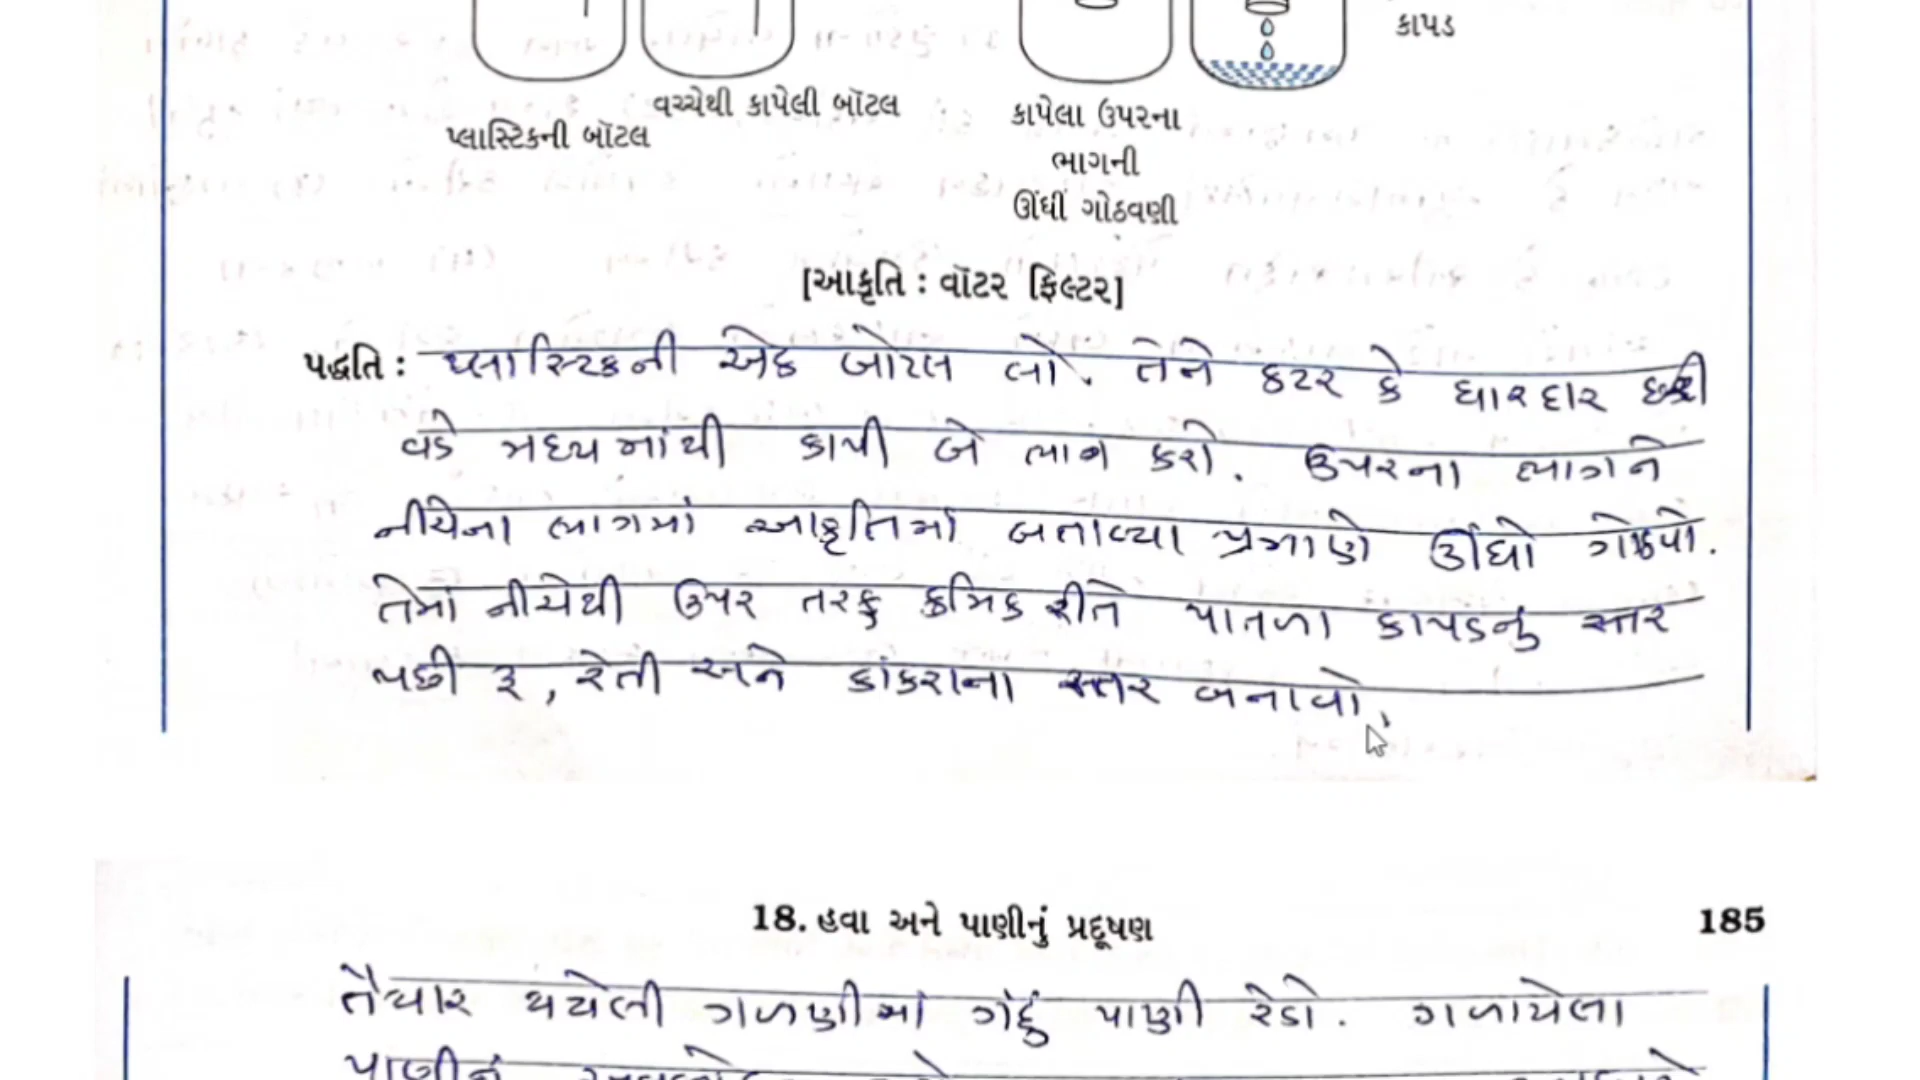 કાપડ
વચ્ચેથી કાપેલી બૉટલ
પ્લાસ્ટિકની બૉટલ
કાપેલા ઉપરના
ભાગની
ઊંધી ગોઠવણી
[આકૃતિ : વૉટર ફિલ્ટર]
પદ્ધતિ : પ્લાસ્ટિકની એક બોટલ લો. તેને કટર કે ધારદાર છરી
વડે મધ્યમાંથી કાપી બે ભાગ કરો. ઉપરના ભાગને
નીચેના ભાગમાં આકૃતિમાં બતાવ્યા પ્રમાણે ઊંધો ગોઠવો.
તેમાં નીચેથી ઉપર તરફ ક્રમિક રીતે પાતળા કાપડનું સ્તર
પછી રૂ, રેતી અને કાંકરાના સ્તર બનાવો.
18. હવા અને પાણીનું પ્રદૂષણ 185
તૈયાર થયેલી ગળણીમાં ગંદું પાણી રેડો. ગળાયેલા
પાણીનું